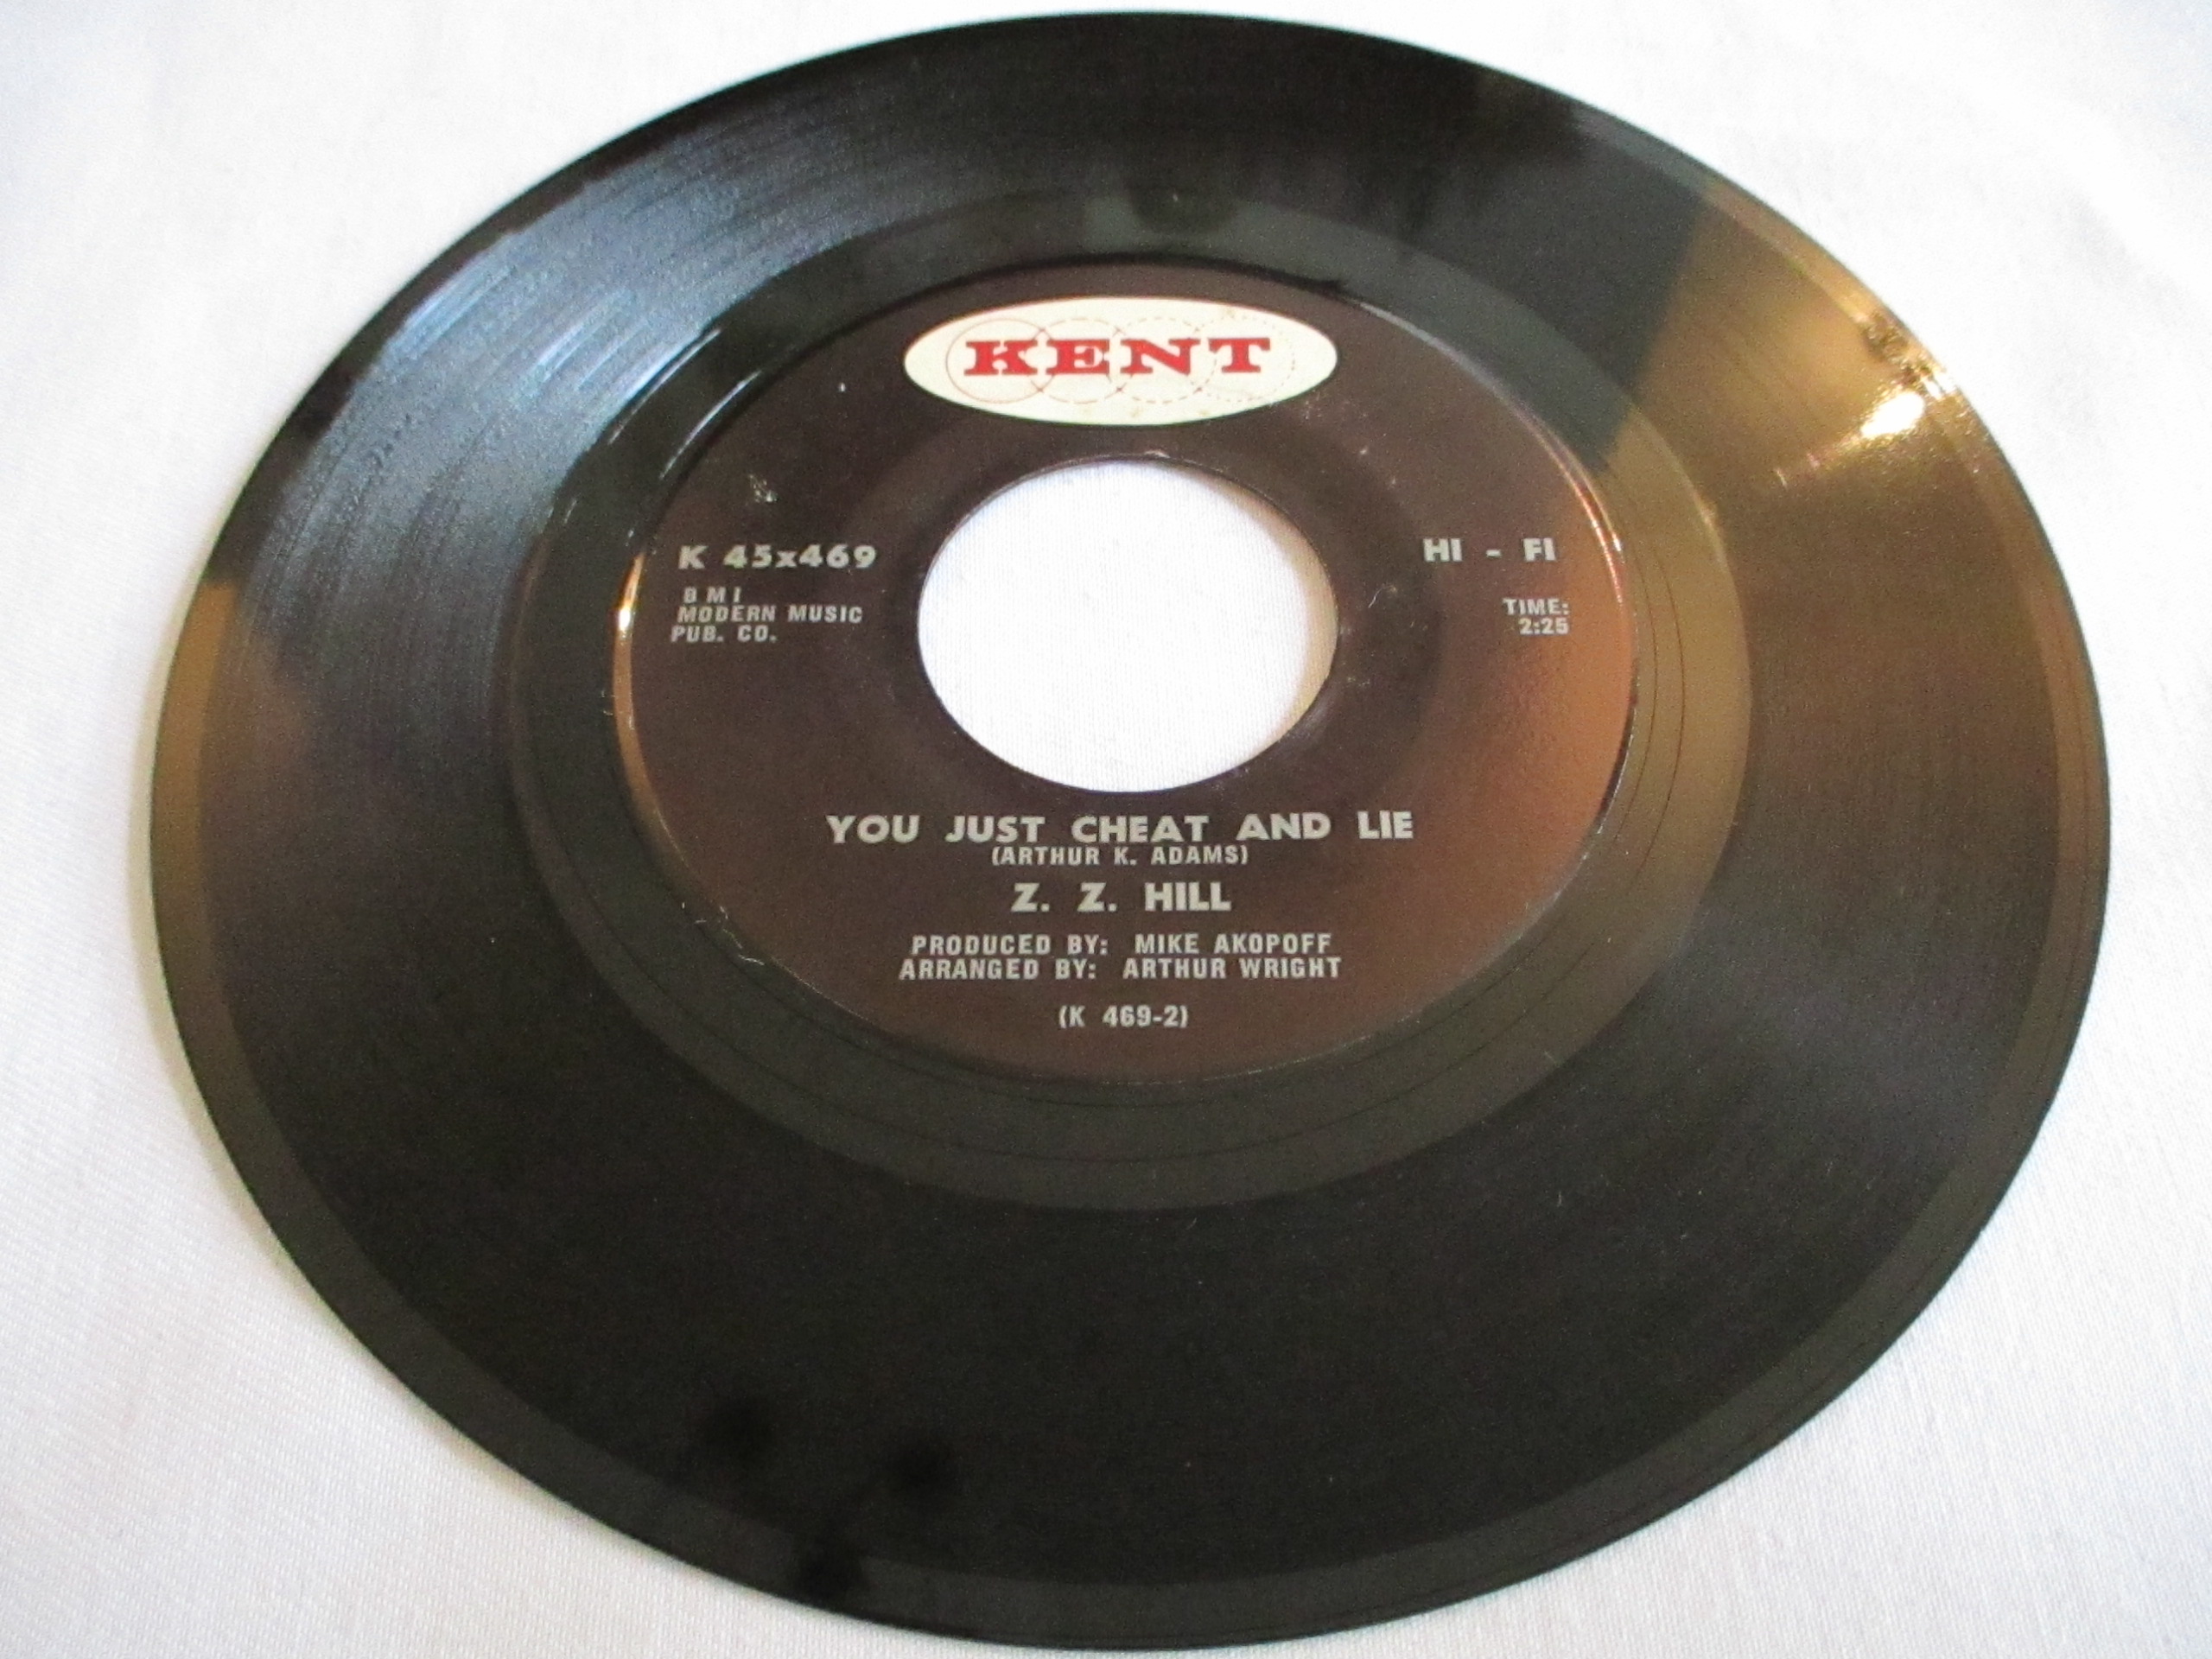 KENT
K 45x469
HI - FI
B M I
MODERN MUSIC
PUB. CO.
TIME:
2:25
YOU JUST CHEAT AND LIE
(ARTHUR K. ADAMS)
Z. Z. HILL
PRODUCED BY: MIKE AKOPOFF
ARRANGED BY: ARTHUR WRIGHT
(K 469-2)